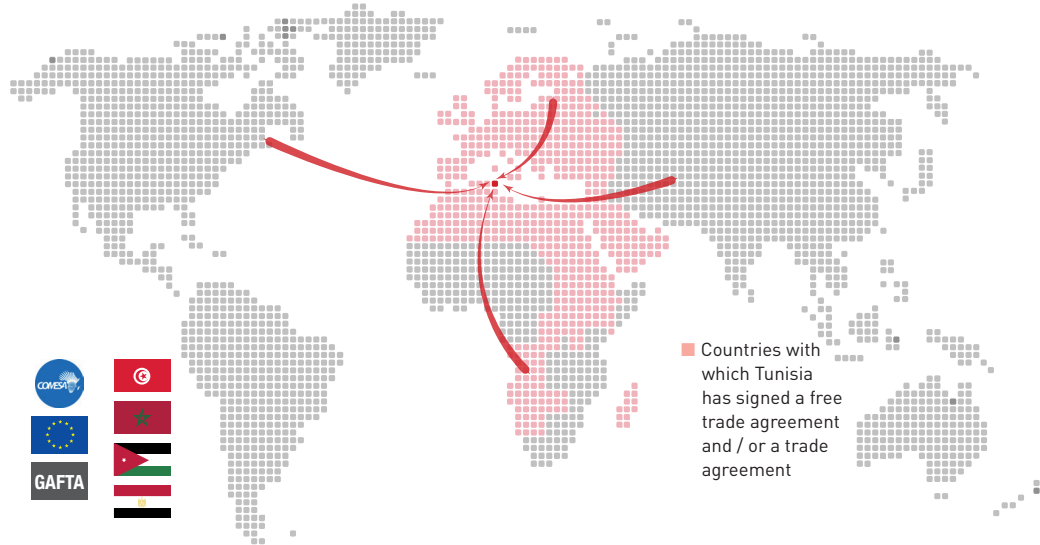 COMESA
GAFTA
Countries with
which Tunisia
has signed a free
trade agreement
and / or a trade
agreement